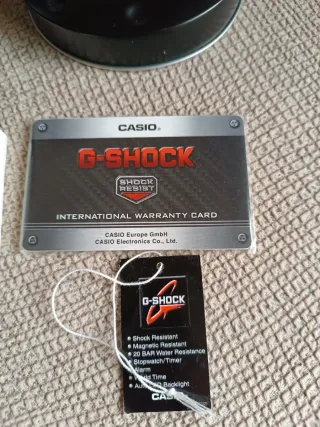 CASIO®
G-SHOCK
SHOCK
RESIST
INTERNATIONAL WARRANTY CARD
CASIO Europe GmbH
CASIO Electronics Co., Ltd.
G-SHOCK
Shock Resistant
Magnetic Resistant
20 BAR Water Resistance
Stopwatch/Timer
Alarm
Time
LED Backlight
CASIO